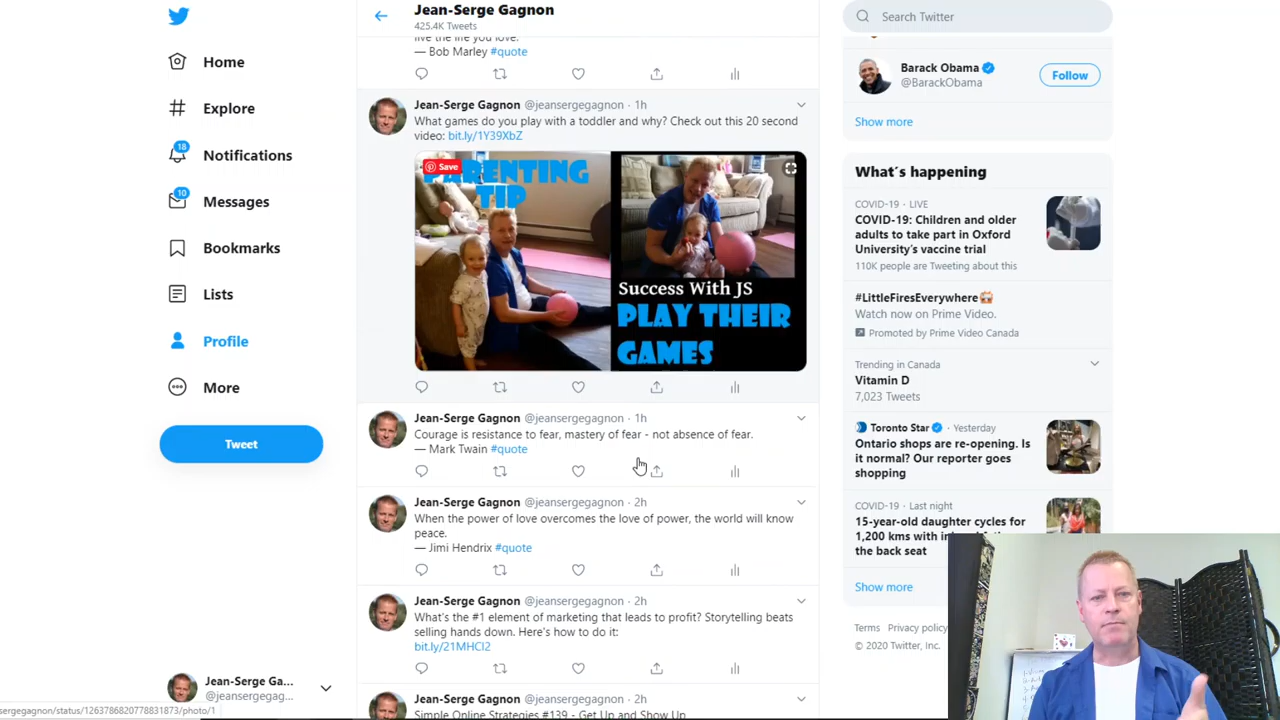 Jean-Serge Gagnon
425.4K Tweets
Search Twitter
Home
Explore
18
Notifications
10
Messages
Bookmarks
Lists
Profile
More
Tweet
Jean-Serge Ga...
@jeansergegag...
sergegagnon/status/1263786820778831873/photo/1
live the life you love.
— Bob Marley #quote
Jean-Serge Gagnon @jeansergegagnon · 1h
What games do you play with a toddler and why? Check out this 20 second
video: bit.ly/1Y39XbZ
Save
PARENTING
TIP
Success With JS
PLAY THEIR
GAMES
Jean-Serge Gagnon @jeansergegagnon · 1h
Courage is resistance to fear, mastery of fear - not absence of fear.
— Mark Twain #quote
Jean-Serge Gagnon @jeansergegagnon · 2h
When the power of love overcomes the love of power, the world will know
peace.
— Jimi Hendrix #quote
Jean-Serge Gagnon @jeansergegagnon · 2h
What's the #1 element of marketing that leads to profit? Storytelling beats
selling hands down. Here's how to do it:
bit.ly/21MHCI2
Jean-Serge Gagnon @jeansergegagnon · 2h
Simple Online Strategies #139 - Get Up and Show Up
Barack Obama
@BarackObama
Follow
Show more
What's happening
COVID-19 · LIVE
COVID-19: Children and older
adults to take part in Oxford
University's vaccine trial
110K people are Tweeting about this
#LittleFiresEverywhere
Watch now on Prime Video.
Promoted by Prime Video Canada
Trending in Canada
Vitamin D
7,023 Tweets
Toronto Star · Yesterday
Ontario shops are re-opening. Is
it normal? Our reporter goes
shopping
COVID-19 · Last night
15-year-old daughter cycles for
1,200 kms with
the back seat
Show more
Terms Privacy policy
© 2020 Twitter, Inc.